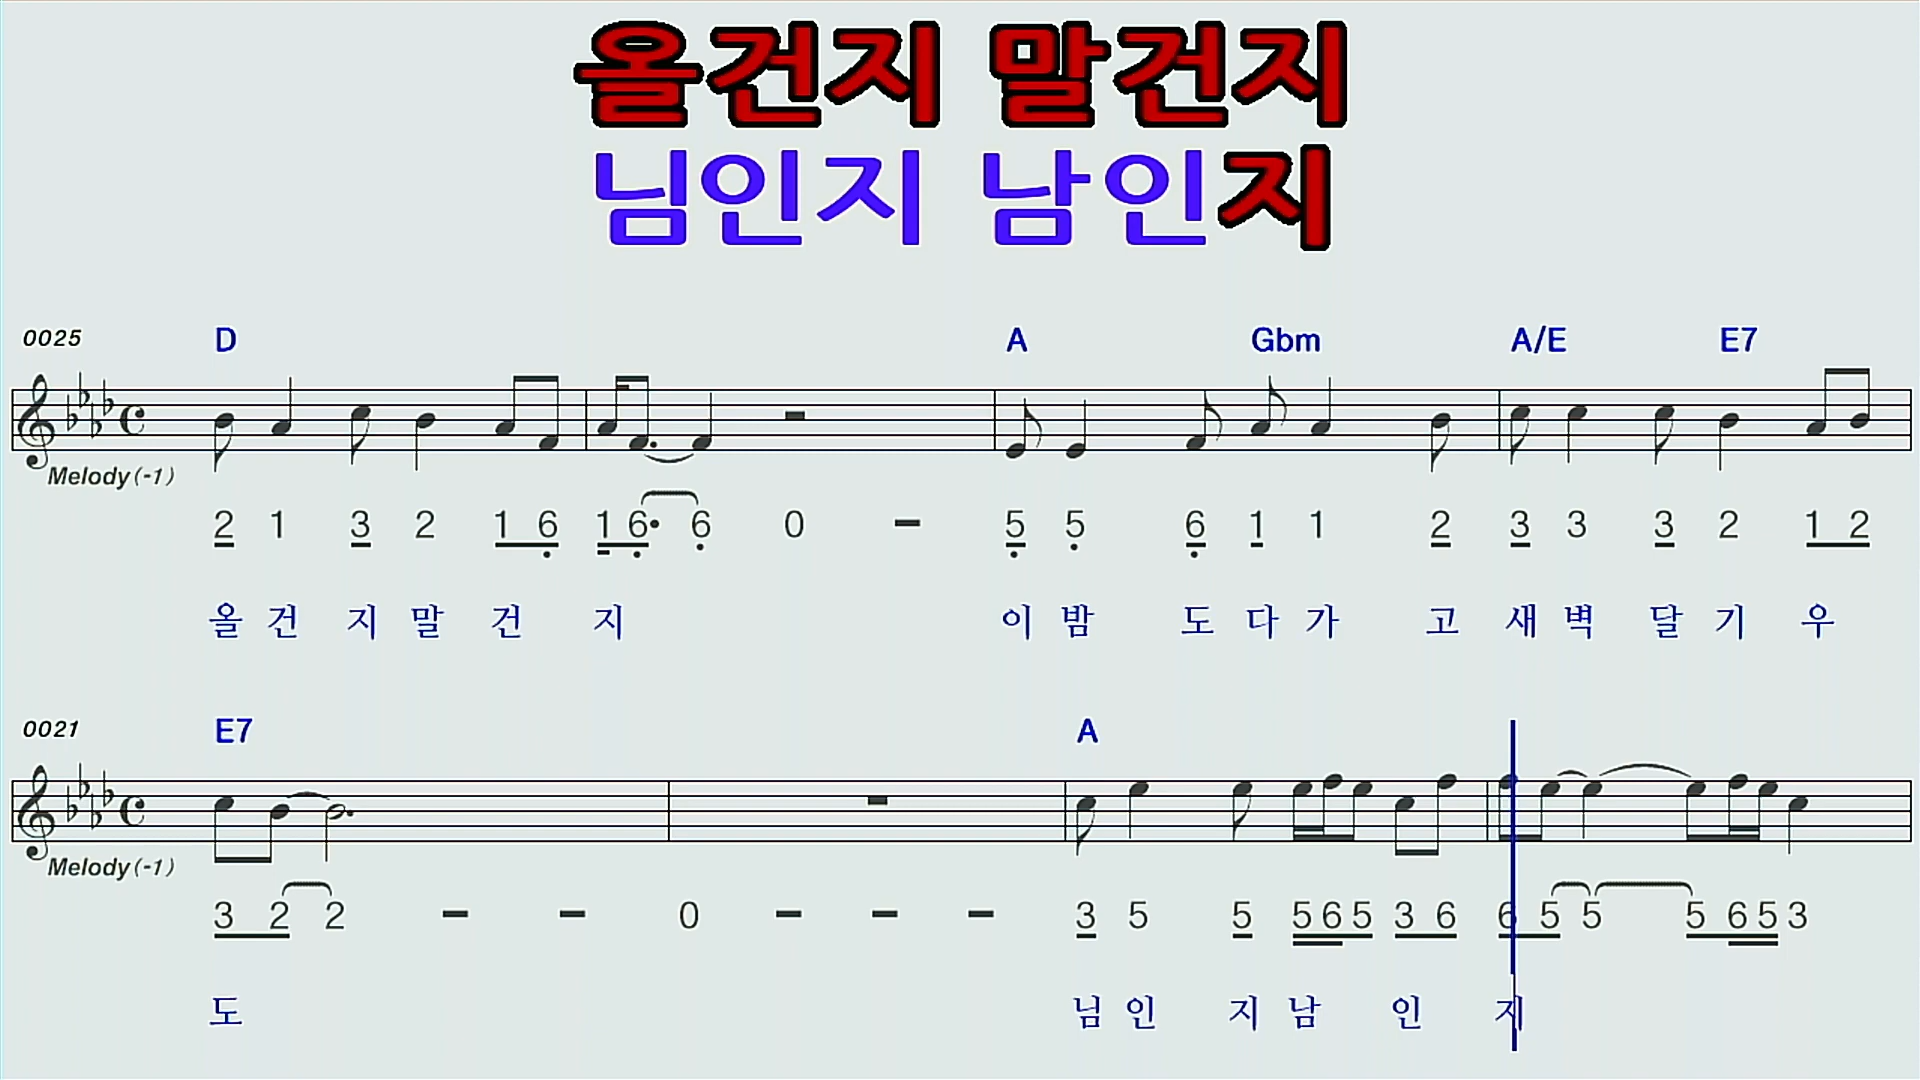 올건지 말건지
님인지 남인지
0025 D A Gbm A/E E7
Melody(-1)
2 1 3 2 1 6 1 6• 6 0 - 5 5 6 1 1 2 3 3 3 2 1 2
올 건 지 말 건 지 이 밤 도 다 가 고 새 벽 달 기 우
0021 E7 A
Melody(-1)
3 2 2 - - 0 - - - 3 5 5 5 6 5 3 6 6 5 5 5 6 5 3
도 님 인 지 남 인 지